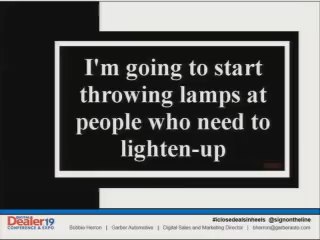 I'm going to start
throwing lamps at
people who need to
lighten-up
#iclosedealsinheels @signontheline
Dealer19
CONFERENCE & EXPO
Bobbie Herron | Garber Automotive | Digital Sales and Marketing Director | bherron@garberauto.com